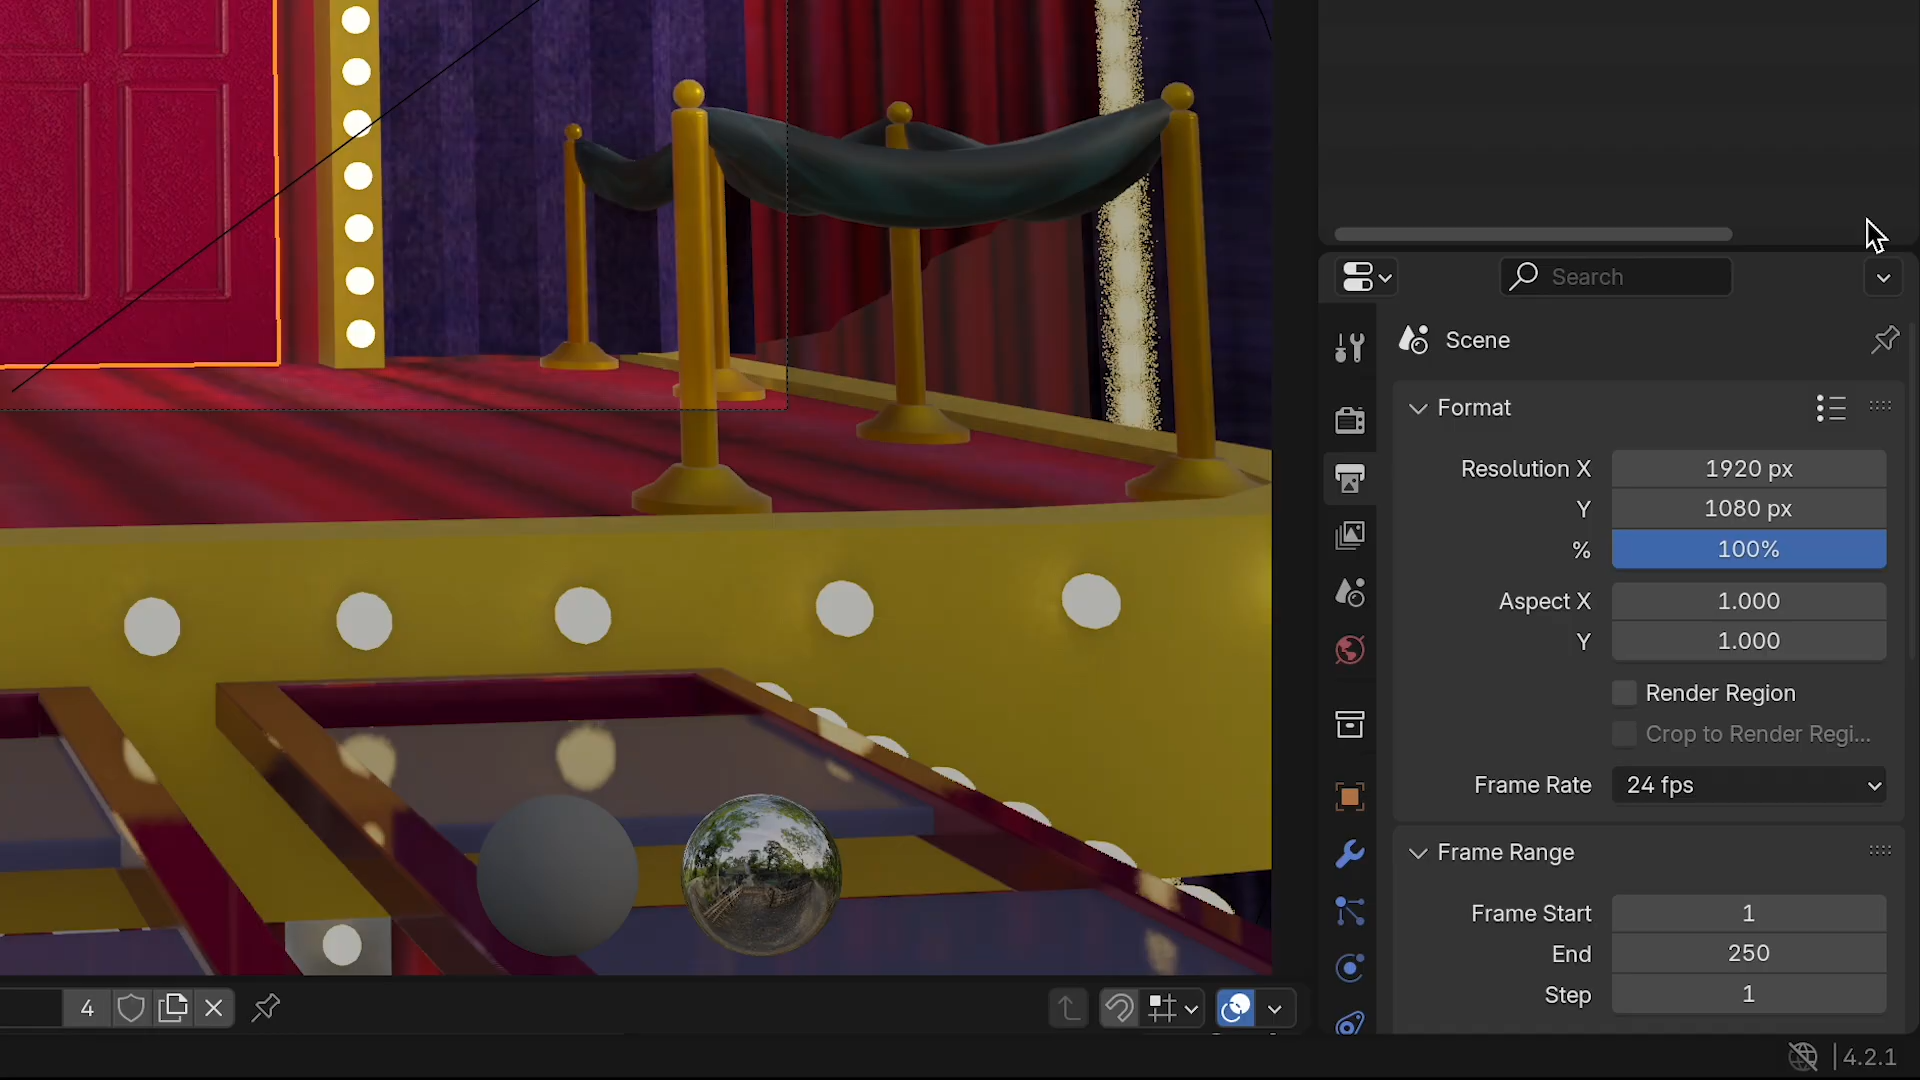 Search
Scene
Format
Resolution X 1920 px
Y 1080 px
% 100%
Aspect X 1.000
Y 1.000
Render Region
Crop to Render Regi...
Frame Rate 24 fps
Frame Range
Frame Start 1
End 250
Step 1
4
4.2.1